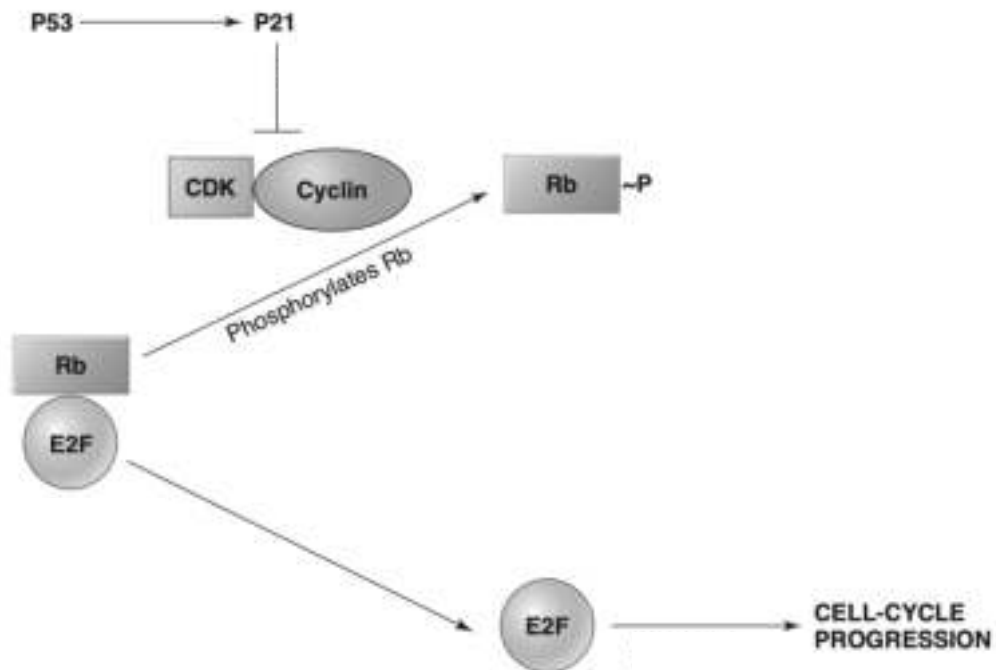 P53
P21
CDK
Cyclin
Rb
~P
Phosphorylates Rb
Rb
E2F
E2F
CELL-CYCLE
PROGRESSION